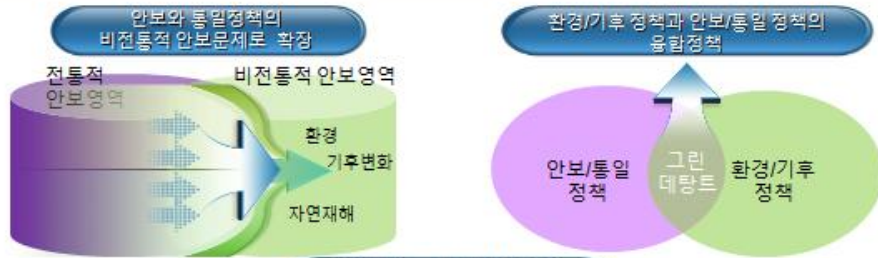 안보와 통일정책의
비전통적 안보문제로 확장
전통적
안보영역
비전통적 안보영역
환경
기후변화
자연재해
환경/기후 정책과 안보/통일 정책의
융합정책
안보/통일
정책
그린
데탕트
환경/기후
정책